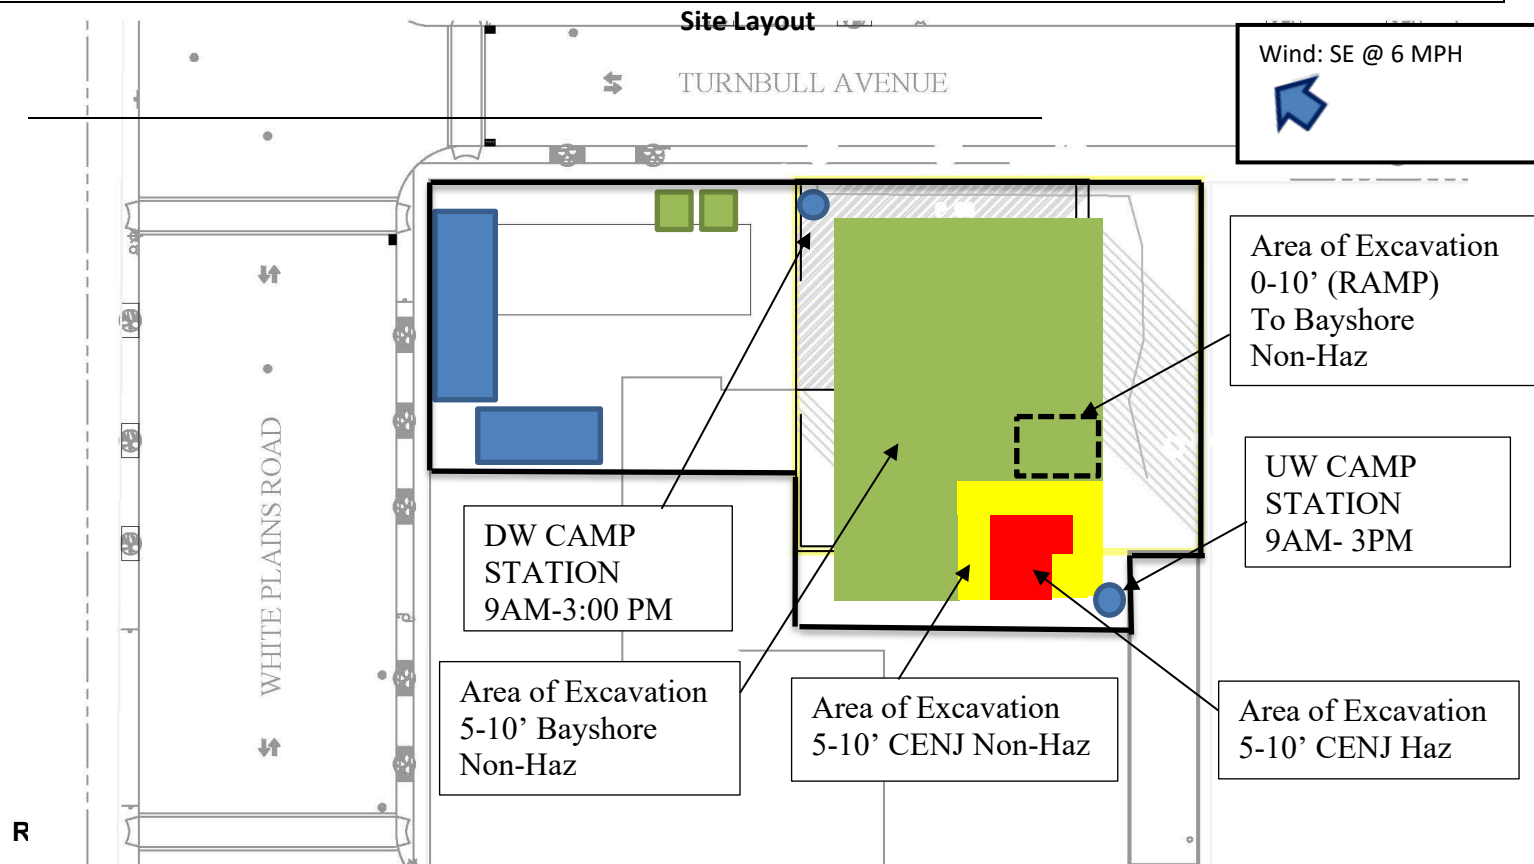 Site Layout
Wind: SE @ 6 MPH
TURNBULL AVENUE
Area of Excavation
0-10’ (RAMP)
To Bayshore
Non-Haz
WHITE PLAINS ROAD
UW CAMP
STATION
9AM- 3PM
DW CAMP
STATION
9AM-3:00 PM
Area of Excavation
5-10’ Bayshore
Non-Haz
Area of Excavation
5-10’ CENJ Non-Haz
Area of Excavation
5-10’ CENJ Haz
R